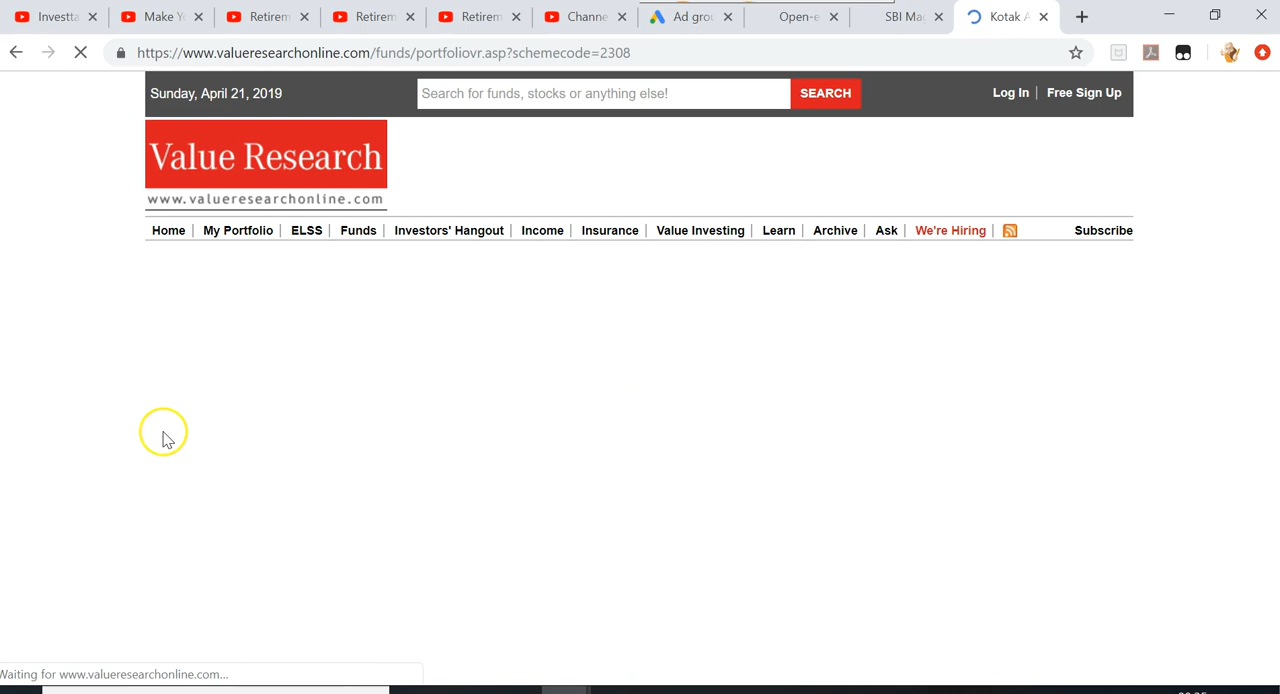 Investta Make Y Retirem Retirem Retirem Channe Ad grou Open-e SBI Mag Kotak A
https://www.valueresearchonline.com/funds/portfoliovr.asp?schemecode=2308
Sunday, April 21, 2019 Search for funds, stocks or anything else! SEARCH Log In | Free Sign Up
Value Research
www.valueresearchonline.com
Home | My Portfolio | ELSS | Funds | Investors' Hangout | Income | Insurance | Value Investing | Learn | Archive | Ask | We're Hiring | Subscribe
Waiting for www.valueresearchonline.com...